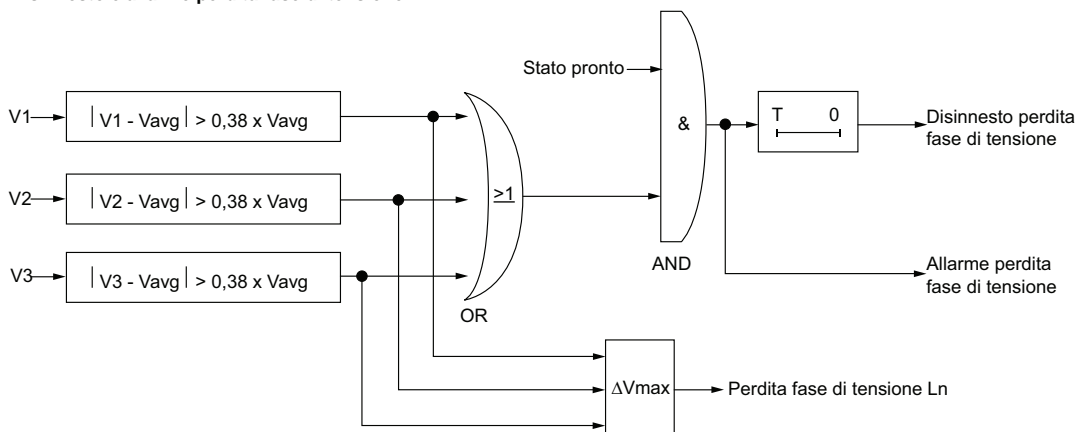 Stato pronto
V1
| V1 - Vavg | > 0,38 x Vavg
&
T 0
Disinnesto perdita
fase di tensione
V2
| V2 - Vavg | > 0,38 x Vavg
>1
V3
| V3 - Vavg | > 0,38 x Vavg
AND
Allarme perdita
fase di tensione
OR
ΔVmax
Perdita fase di tensione Ln